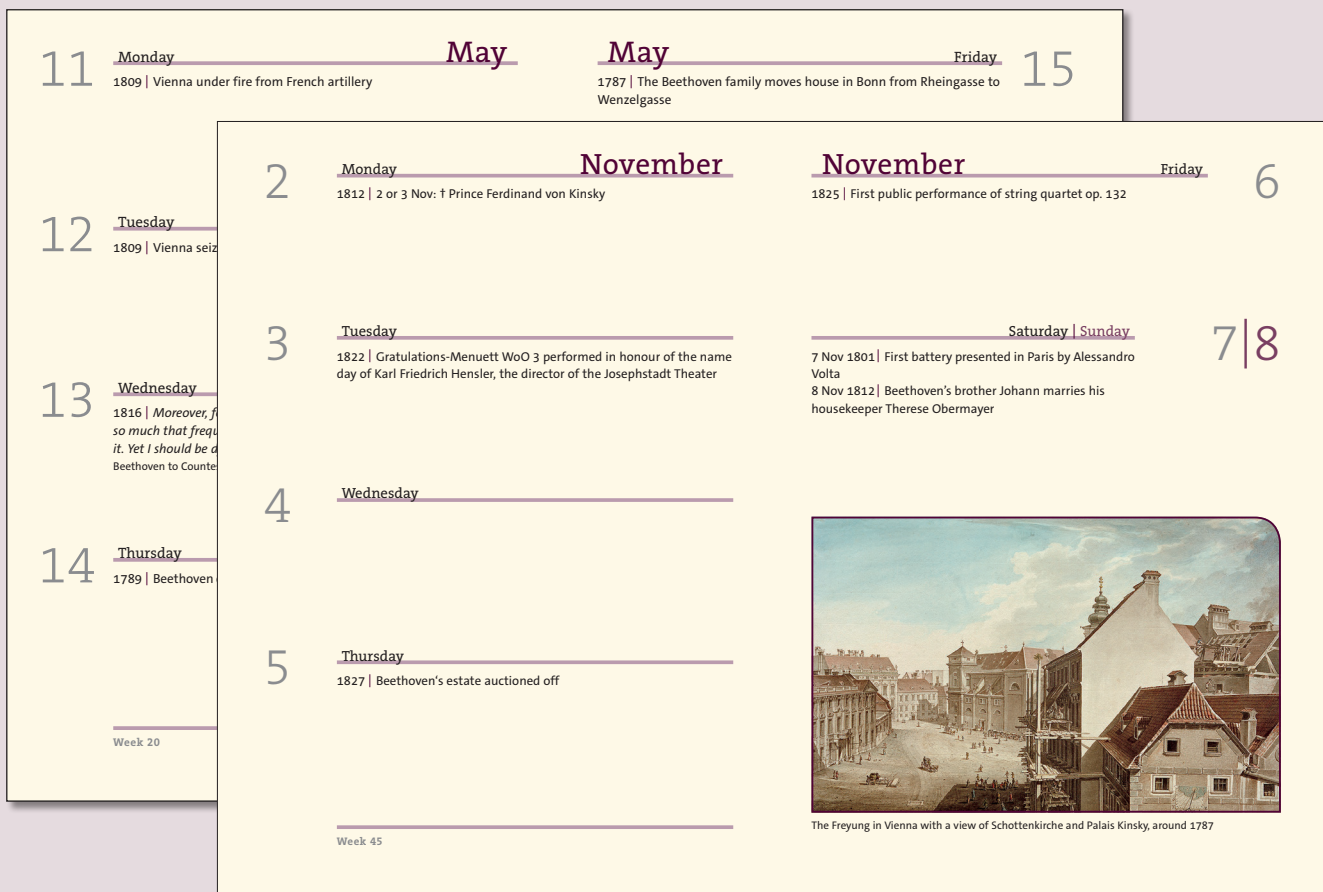 11 Monday May
1809 | Vienna under fire from French artillery
12 Tuesday
1809 | Vienna
13 Wednesday
1816 | Moreover,
so much that
it. Yet I should be
Beethoven to
14 Thursday
1789 | Beethoven
Week 20
May Friday 15
1787 | The Beethoven family moves house in Bonn from Rheingasse to
Wenzelgasse
2 Monday November
1812 | 2 or 3 Nov: † Prince Ferdinand von Kinsky
3 Tuesday
1822 | Gratulations-Menuett WoO 3 performed in honour of the name
day of Karl Friedrich Hensler, the director of the Josephstadt Theater
4 Wednesday
5 Thursday
1827 | Beethoven‘s estate auctioned off
Week 45
November Friday 6
1825 | First public performance of string quartet op. 132
Saturday | Sunday 7|8
7 Nov 1801| First battery presented in Paris by Alessandro
Volta
8 Nov 1812| Beethoven’s brother Johann marries his
housekeeper Therese Obermayer
The Freyung in Vienna with a view of Schottenkirche and Palais Kinsky, around 1787